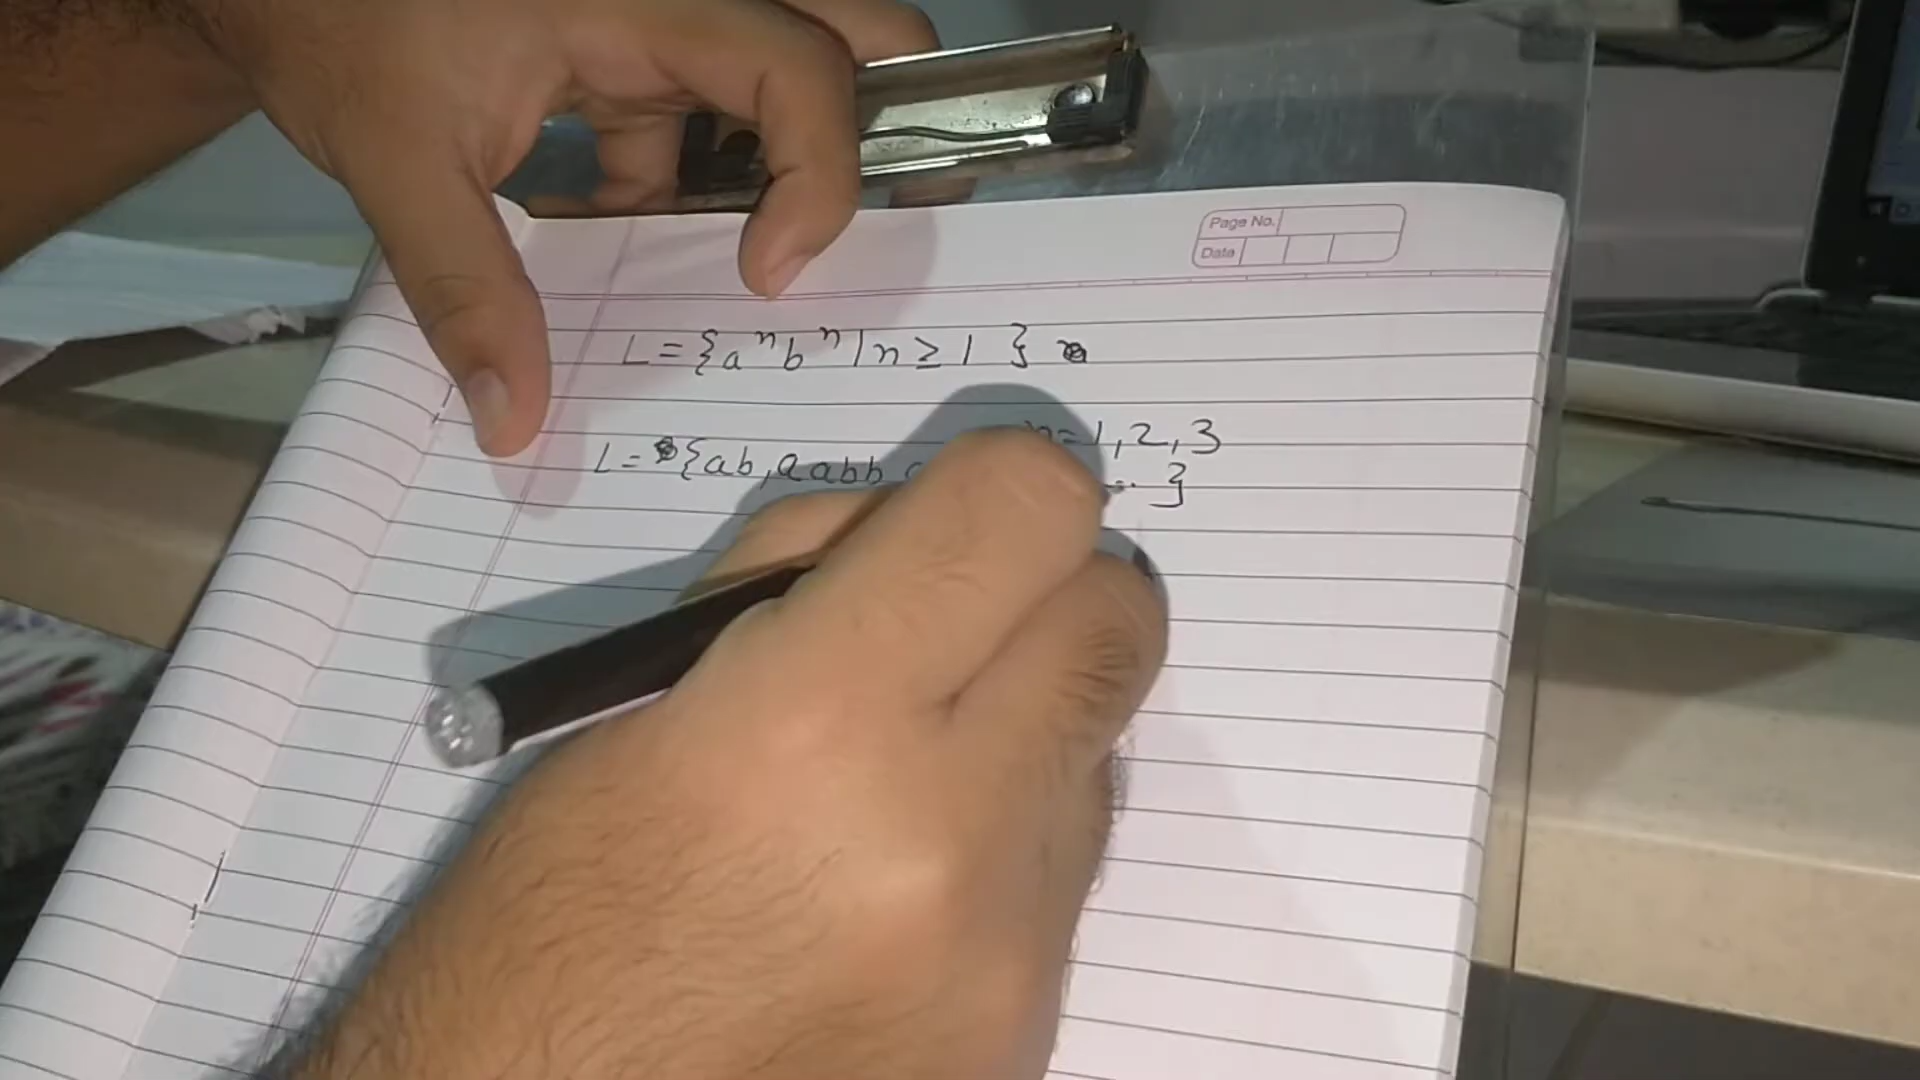 Page No.
Date
L = {aⁿbⁿ | n ≥ 1 }
n=1,2,3
L = {ab, aabb ... }